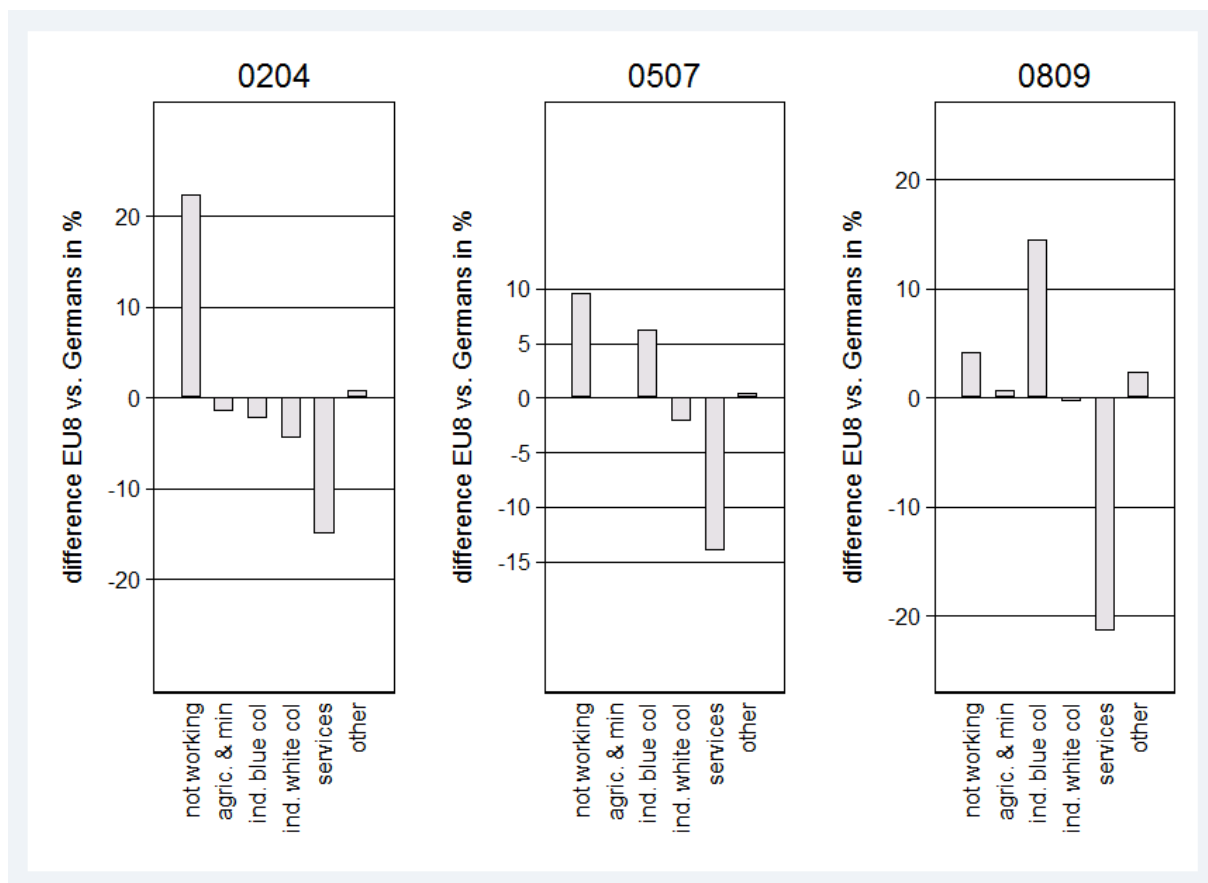 0204
difference EU8 vs. Germans in %
20
10
0
-10
-20
not working
agric. & min
ind. blue col
ind. white col
services
other
0507
difference EU8 vs. Germans in %
10
5
0
-5
-10
-15
not working
agric. & min
ind. blue col
ind. white col
services
other
0809
difference EU8 vs. Germans in %
20
10
0
-10
-20
not working
agric. & min
ind. blue col
ind. white col
services
other